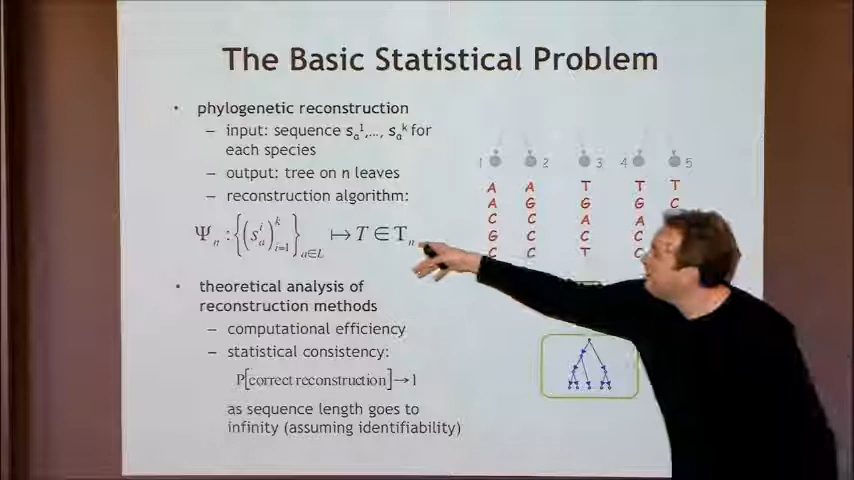 The Basic Statistical Problem
• phylogenetic reconstruction
– input: sequence sₐ¹,..., sₐᵏ for
each species
– output: tree on n leaves
– reconstruction algorithm:
Ψₙ : {(sₐⁱ)ᵢ₌₁ᵏ}ₐ∈L ↦ T ∈ Tₙ
• theoretical analysis of
reconstruction methods
– computational efficiency
– statistical consistency:
P[correct reconstruction]→1
as sequence length goes to
infinity (assuming identifiability)
1 2 3 4 5
A A T T T
A G G G C
C C A A
G C C C
C C T C